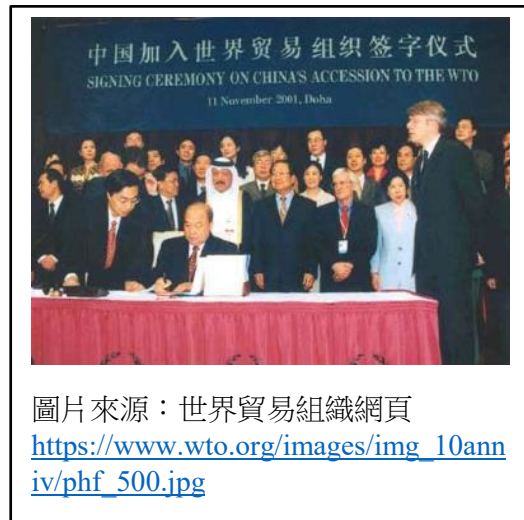 中国加入世界贸易组织签字仪式
SIGNING CEREMONY ON CHINA'S ACCESSION TO THE WTO
11 November 2001, Doha
圖片來源：世界貿易組織網頁
https://www.wto.org/images/img_10ann
iv/phf_500.jpg